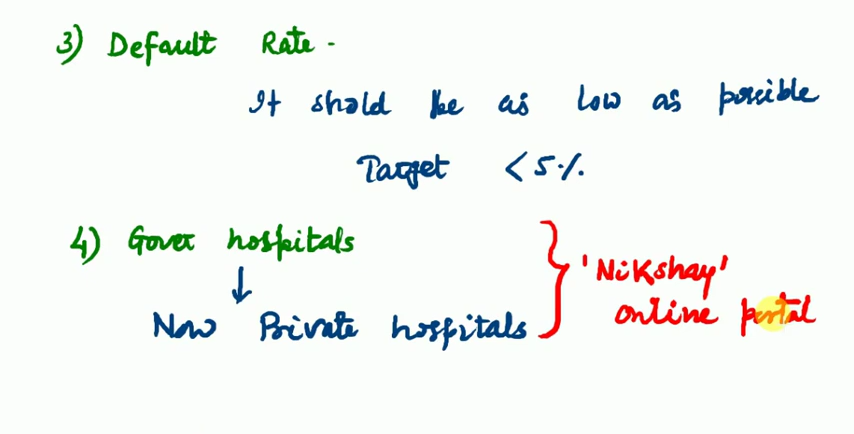 3) Default Rate -
It shold be as low as possible
Target < 5%
4) Gover hospitals
↓
Now Private hospitals
'Nikshay'
online portal